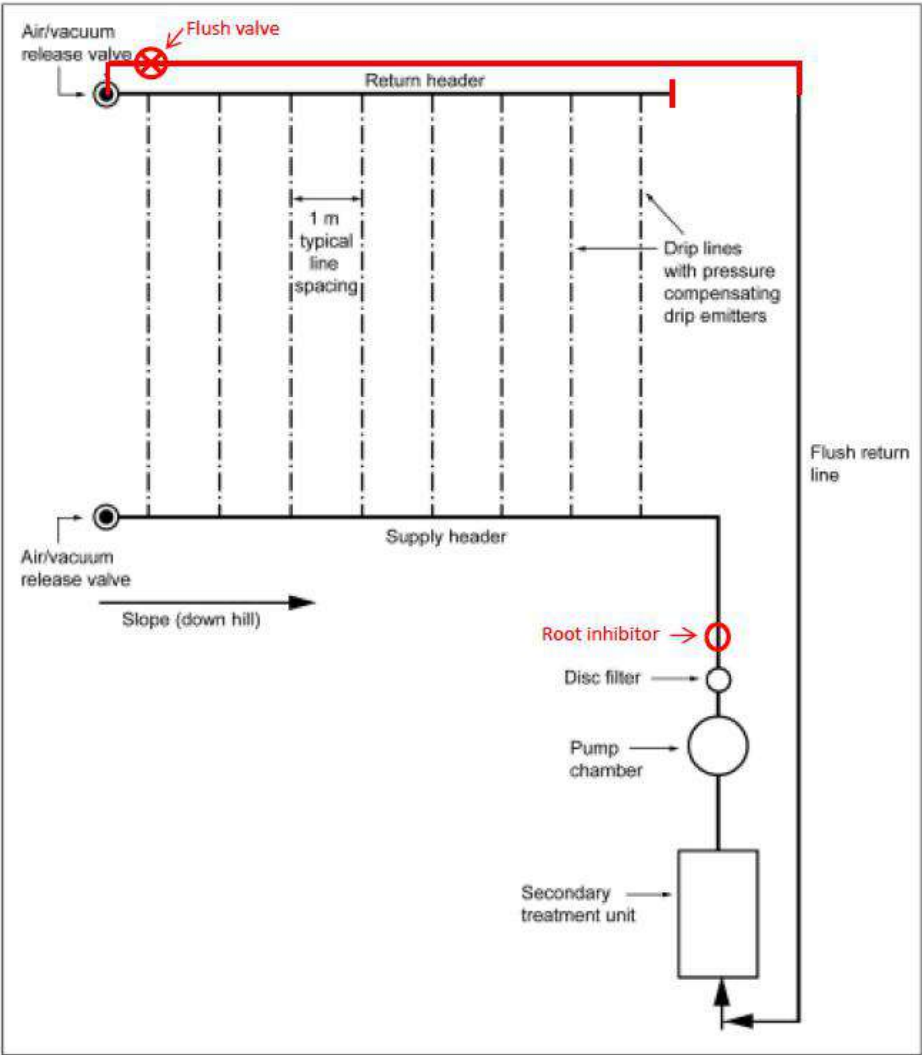 Air/vacuum
release valve
Flush valve
Return header
1 m
typical
line
spacing
Drip lines
with pressure
compensating
drip emitters
Flush return
line
Supply header
Air/vacuum
release valve
Slope (down hill)
Root inhibitor
Disc filter
Pump
chamber
Secondary
treatment unit